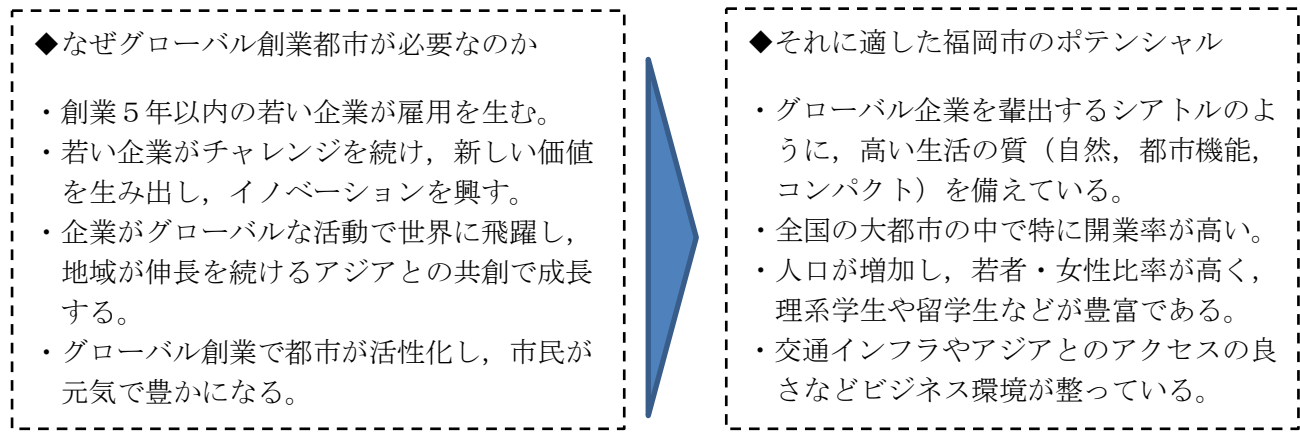 ◆なぜグローバル創業都市が必要なのか
・創業５年以内の若い企業が雇用を生む。
・若い企業がチャレンジを続け，新しい価値
を生み出し，イノベーションを興す。
・企業がグローバルな活動で世界に飛躍し，
地域が伸長を続けるアジアとの共創で成長
する。
・グローバル創業で都市が活性化し，市民が
元気で豊かになる。
◆それに適した福岡市のポテンシャル
・グローバル企業を輩出するシアトルのよ
うに，高い生活の質（自然，都市機能，
コンパクト）を備えている。
・全国の大都市の中で特に開業率が高い。
・人口が増加し，若者・女性比率が高く，
理系学生や留学生などが豊富である。
・交通インフラやアジアとのアクセスの良
さなどビジネス環境が整っている。